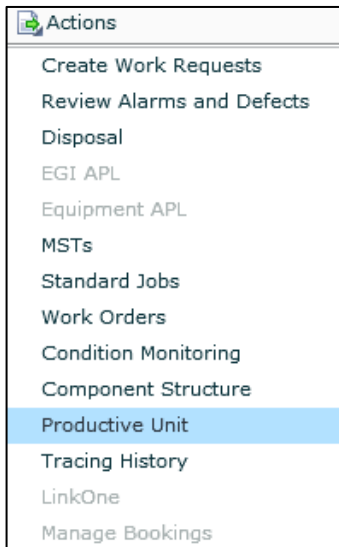 Actions
Create Work Requests
Review Alarms and Defects
Disposal
EGI APL
Equipment APL
MSTs
Standard Jobs
Work Orders
Condition Monitoring
Component Structure
Productive Unit
Tracing History
LinkOne
Manage Bookings